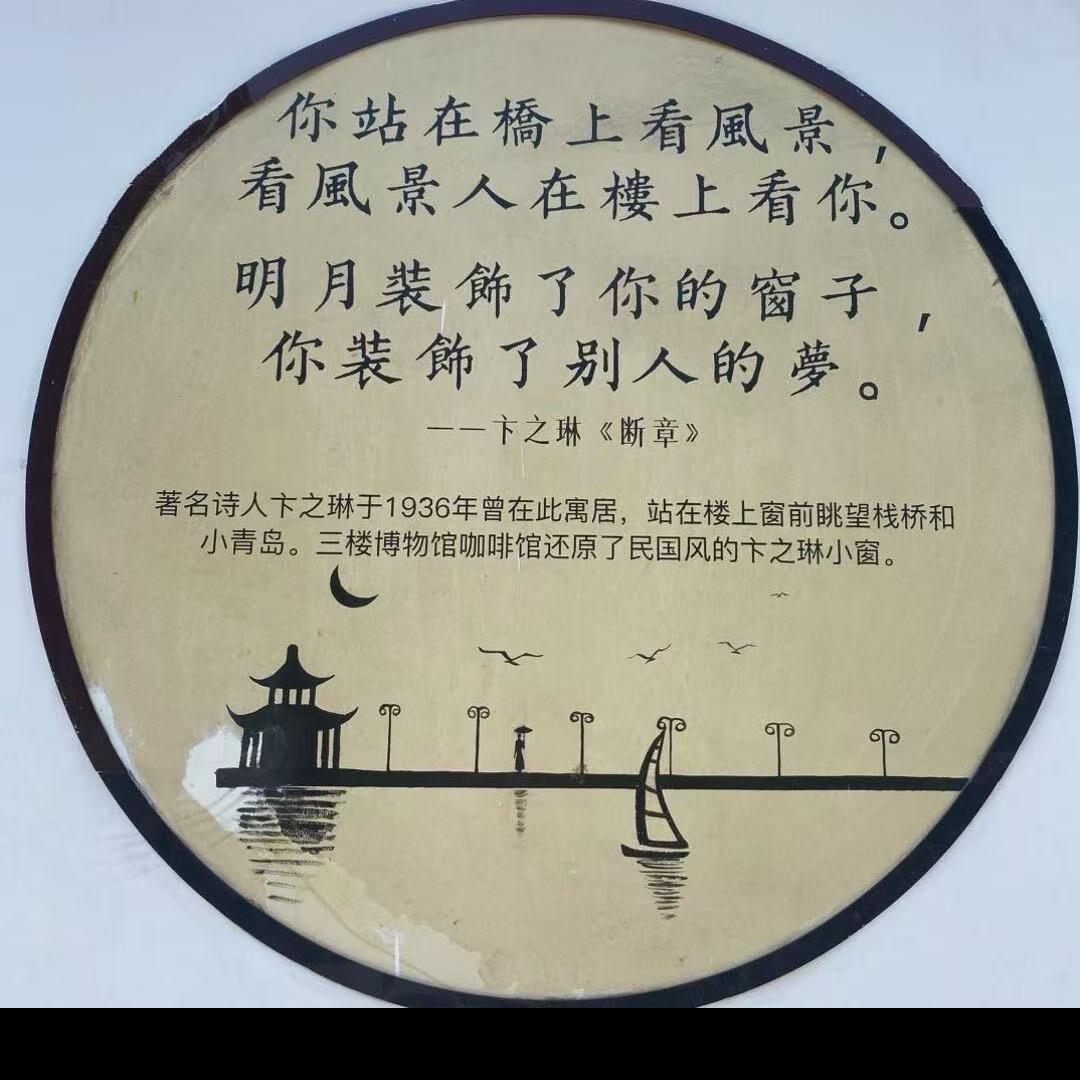 你站在橋上看風景，
看風景人在樓上看你。
明月装飾了你的窗子，
你装飾了别人的夢。
——卞之琳《断章》
著名诗人卞之琳于1936年曾在此寓居，站在楼上窗前眺望栈桥和
小青岛。三楼博物馆咖啡馆还原了民国风的卞之琳小窗。